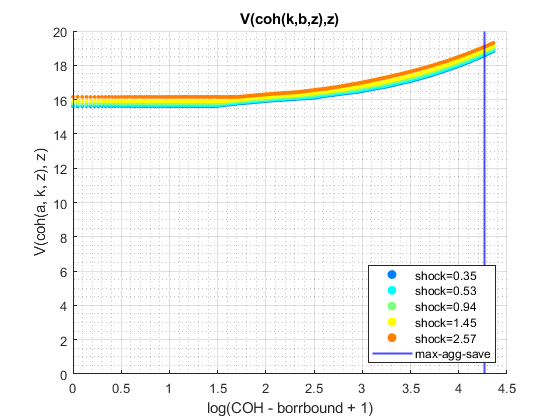 V(coh(k,b,z),z)
20
18
16
14
12
10
8
6
4
2
0
V(coh(a, k, z), z)
shock=0.35
shock=0.53
shock=0.94
shock=1.45
shock=2.57
max-agg-save
0 0.5 1 1.5 2 2.5 3 3.5 4 4.5
log(COH - borrbound + 1)